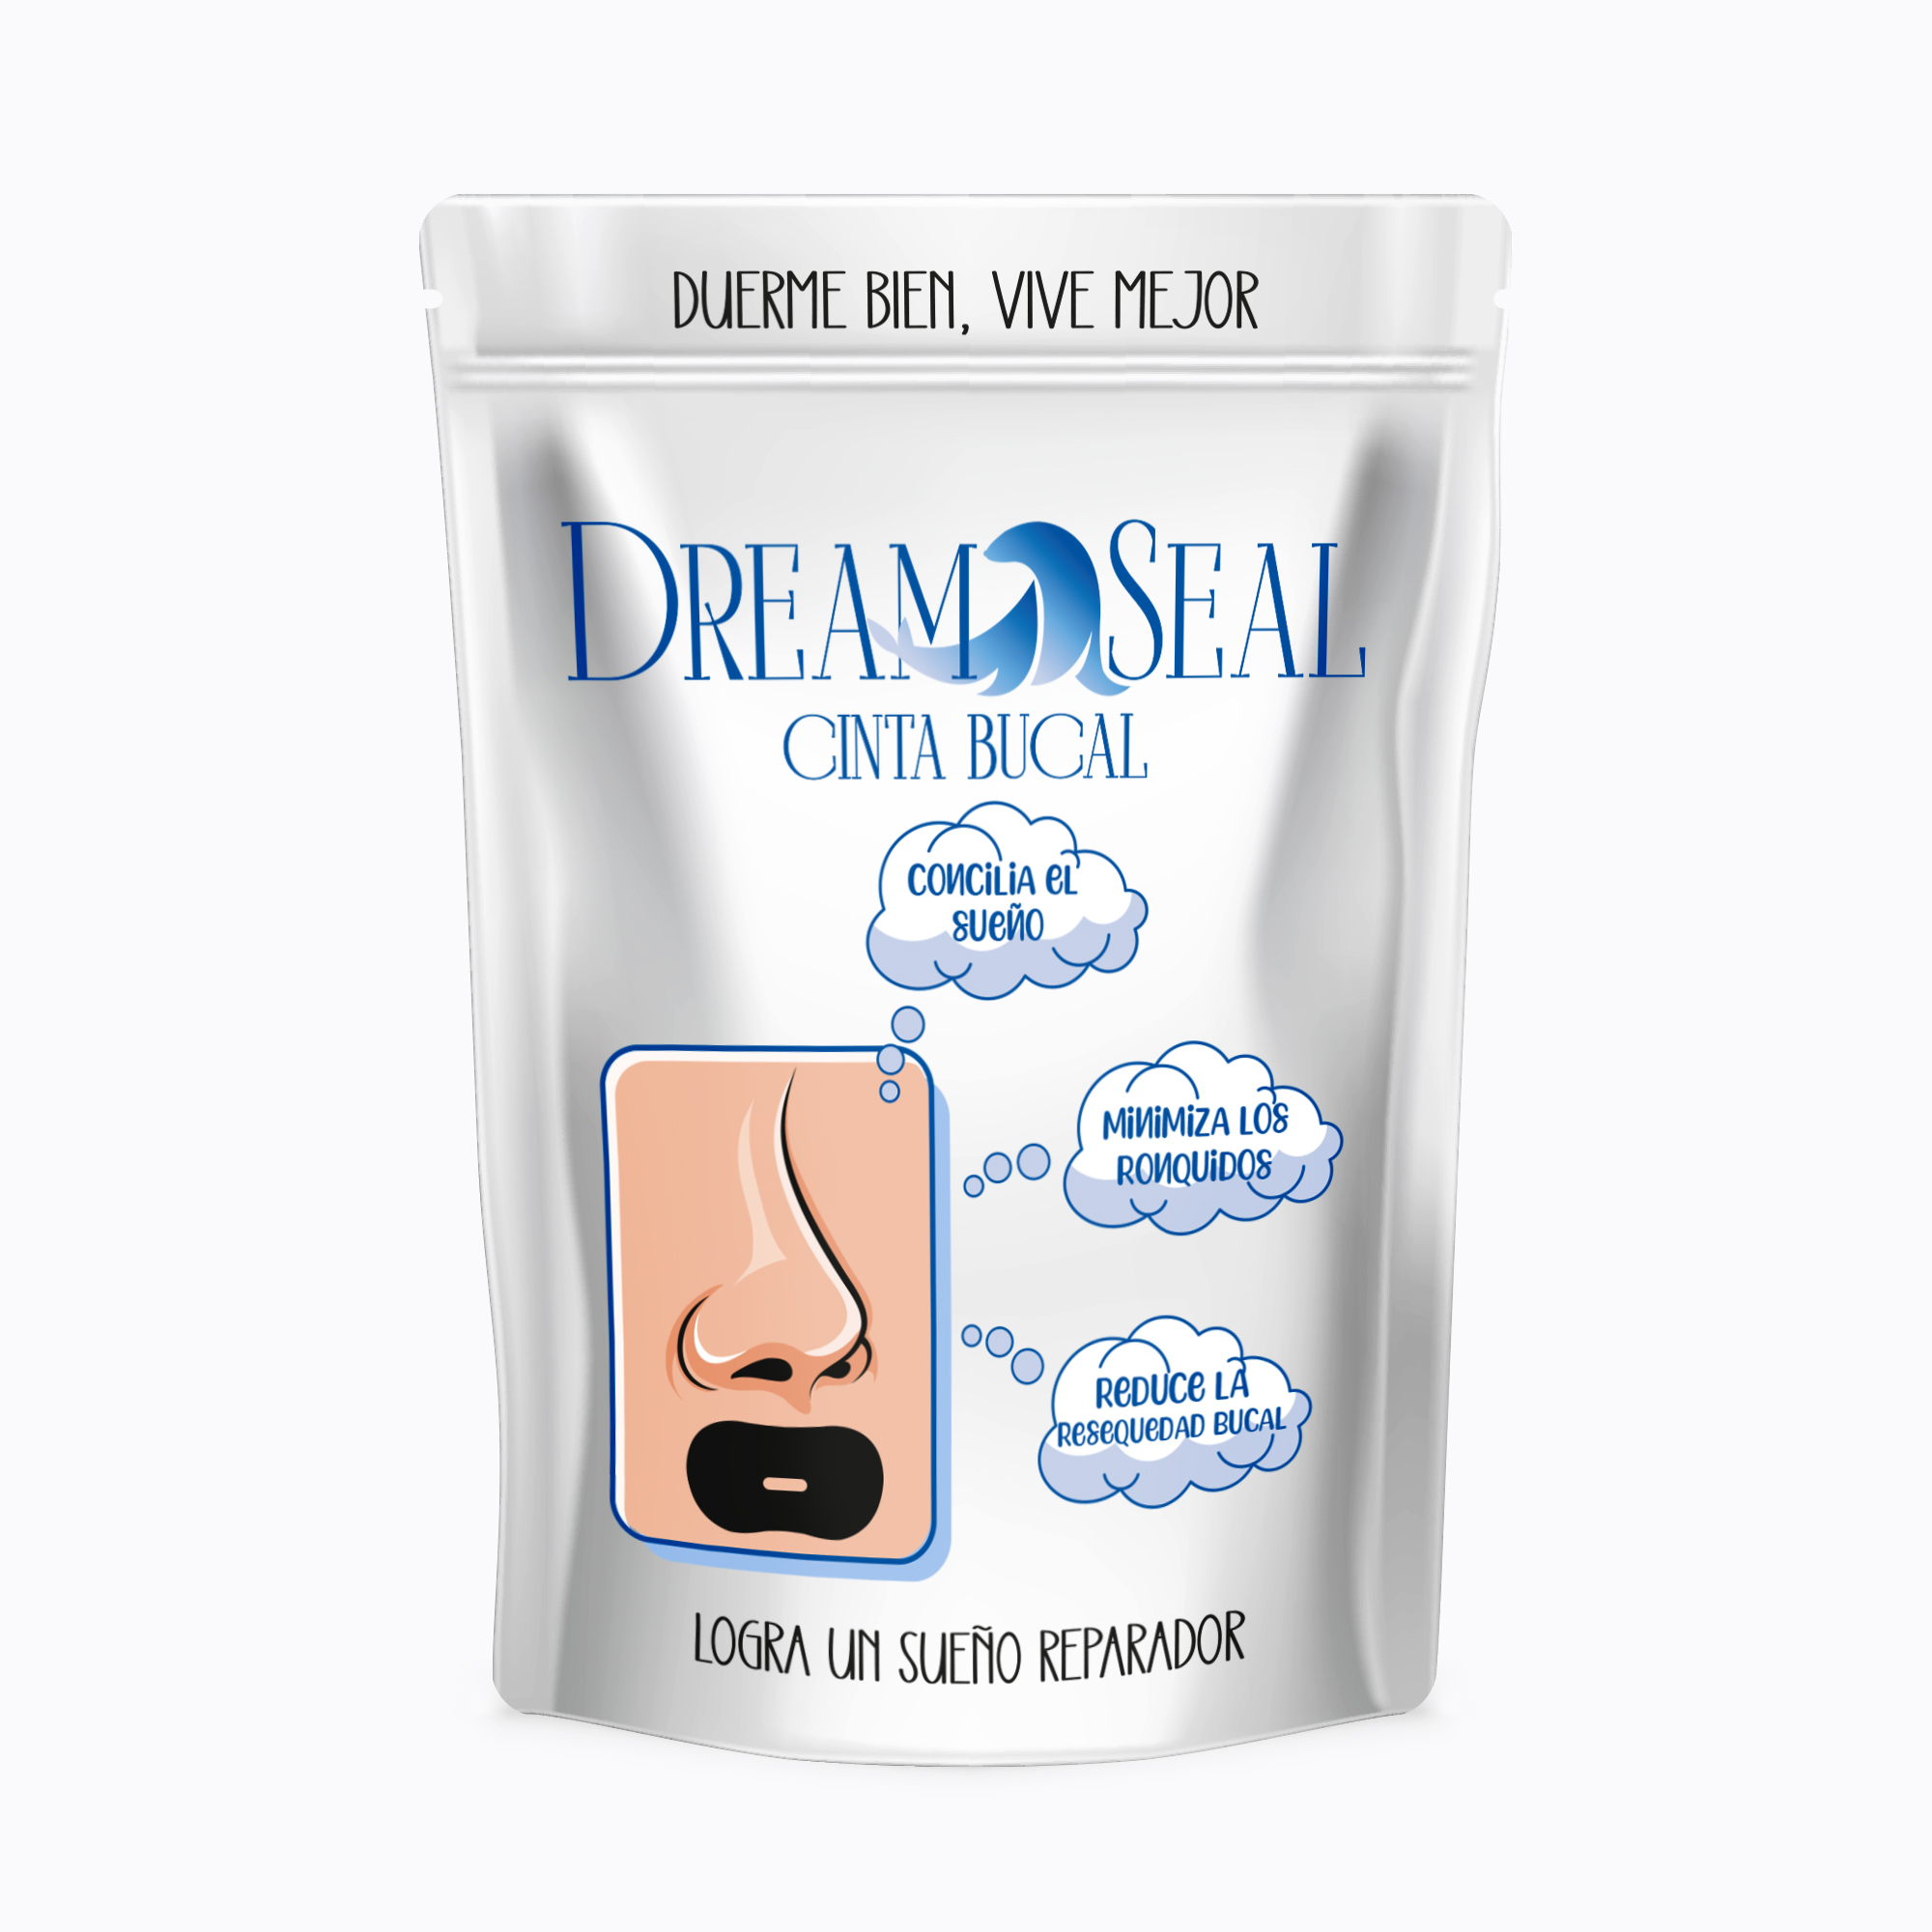 DUERME BIEN, VIVE MEJOR
DREAM SEAL
CINTA BUCAL
CONCILIA EL
SUEÑO
MINIMIZA LOS
RONQUIDOS
REDUCE LA
RESEQUEDAD BUCAL
LOGRA UN SUEÑO REPARADOR